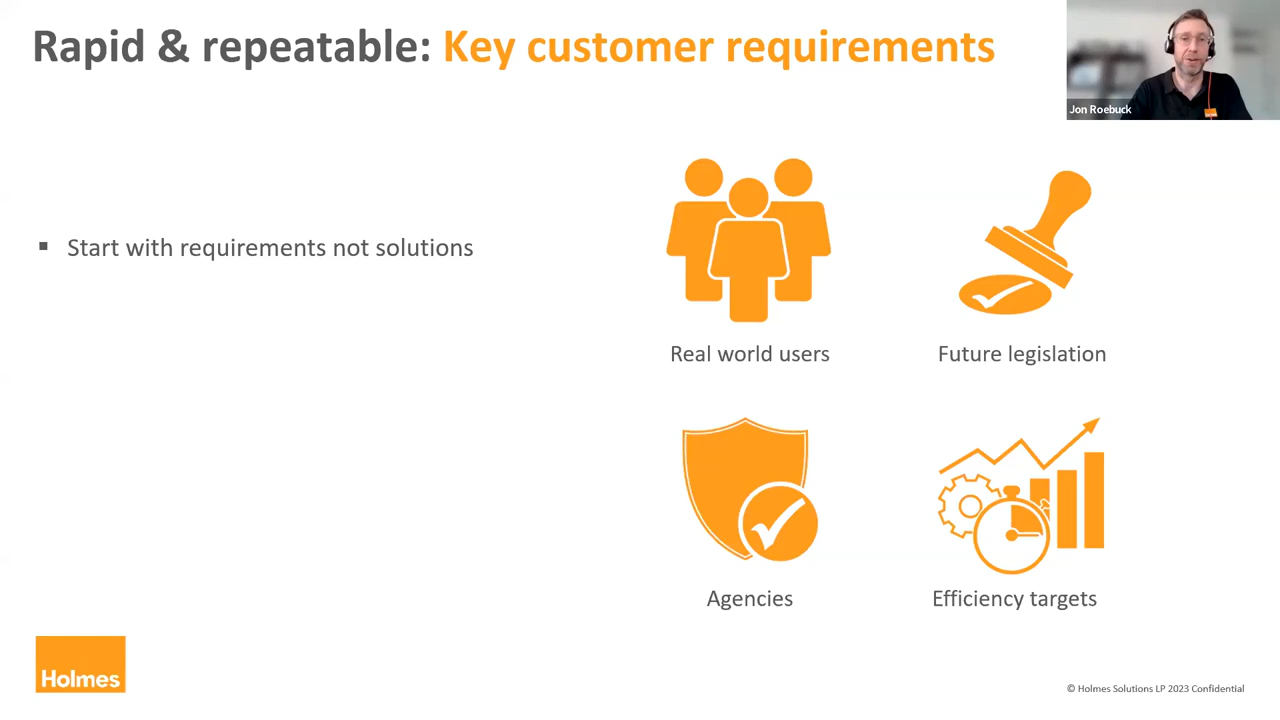 Rapid & repeatable: Key customer requirements
Jon Roebuck
▪ Start with requirements not solutions
Real world users
Future legislation
Agencies
Efficiency targets
Holmes
© Holmes Solutions LP 2023 Confidential